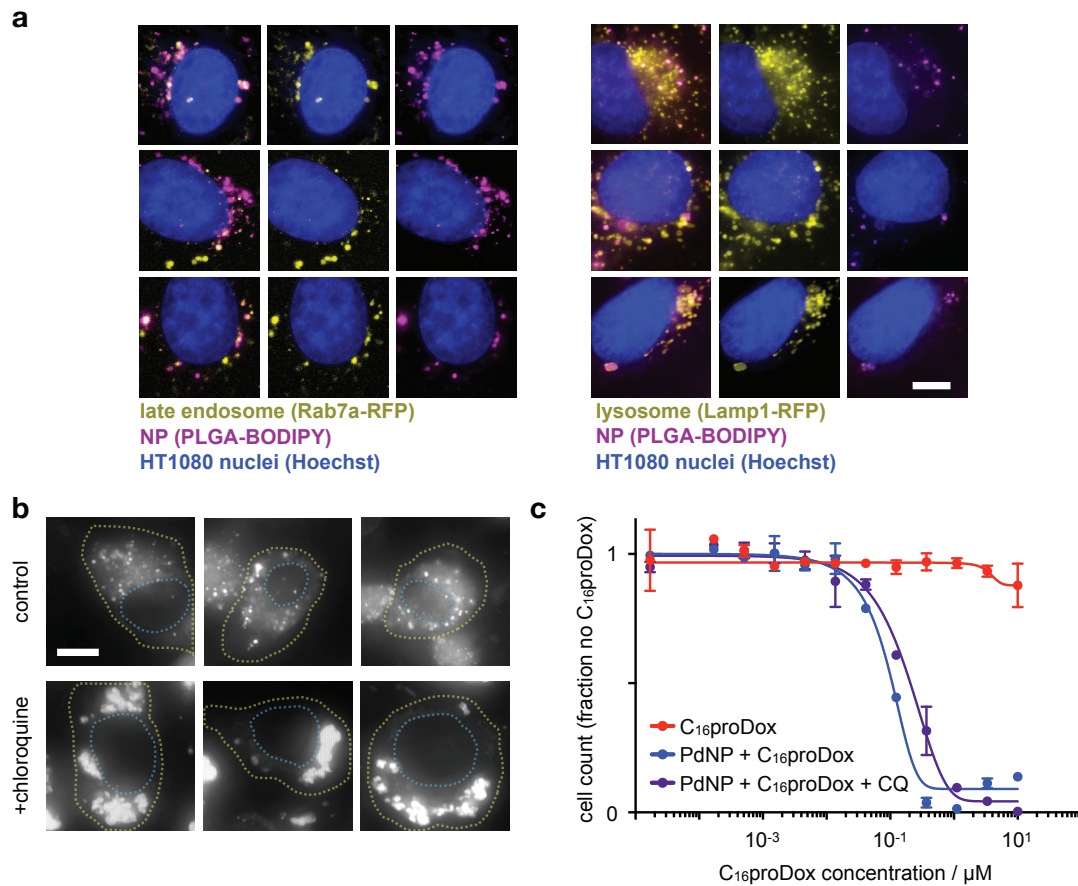 a
late endosome (Rab7a-RFP)
NP (PLGA-BODIPY)
HT1080 nuclei (Hoechst)
lysosome (Lamp1-RFP)
NP (PLGA-BODIPY)
HT1080 nuclei (Hoechst)
b
control
+chloroquine
c
cell count (fraction no C₁₆proDox)
1
0
C₁₆proDox
PdNP + C₁₆proDox
PdNP + C₁₆proDox + CQ
10⁻³
10⁻¹
10¹
C₁₆proDox concentration / μM